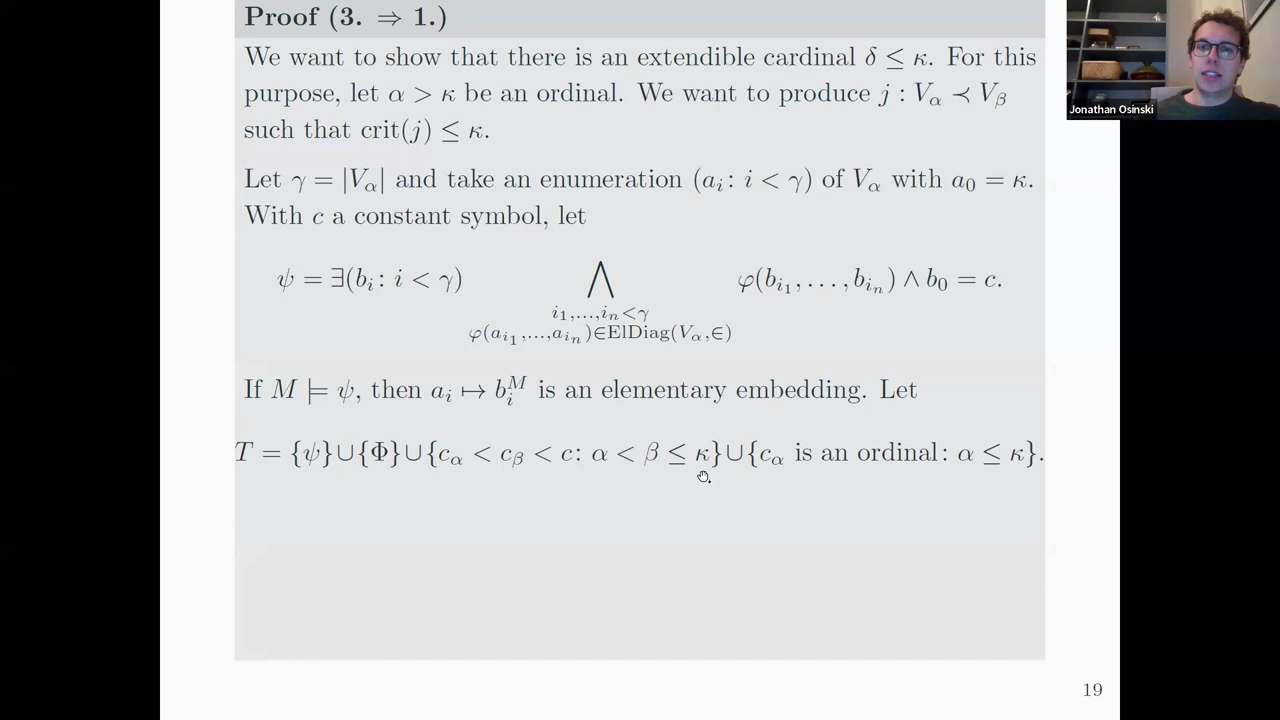 Proof (3. ⇒ 1.)
We want to show that there is an extendible cardinal δ ≤ κ. For this
purpose, let α > κ be an ordinal. We want to produce j : V_α ≺ V_β
such that crit(j) ≤ κ.
Let γ = |V_α| and take an enumeration (a_i : i < γ) of V_α with a_0 = κ.
With c a constant symbol, let
ψ = ∃(b_i : i < γ) ⋀ φ(b_{i_1}, . . . , b_{i_n}) ∧ b_0 = c.
i_1,...,i_n<γ
φ(a_{i_1},...,a_{i_n})∈ElDiag(V_α,∈)
If M ⊨ ψ, then a_i ↦ b_i^M is an elementary embedding. Let
T = {ψ}∪{Φ}∪{c_α < c_β < c: α < β ≤ κ}∪{c_α is an ordinal: α ≤ κ}.
19
Jonathan Osinski